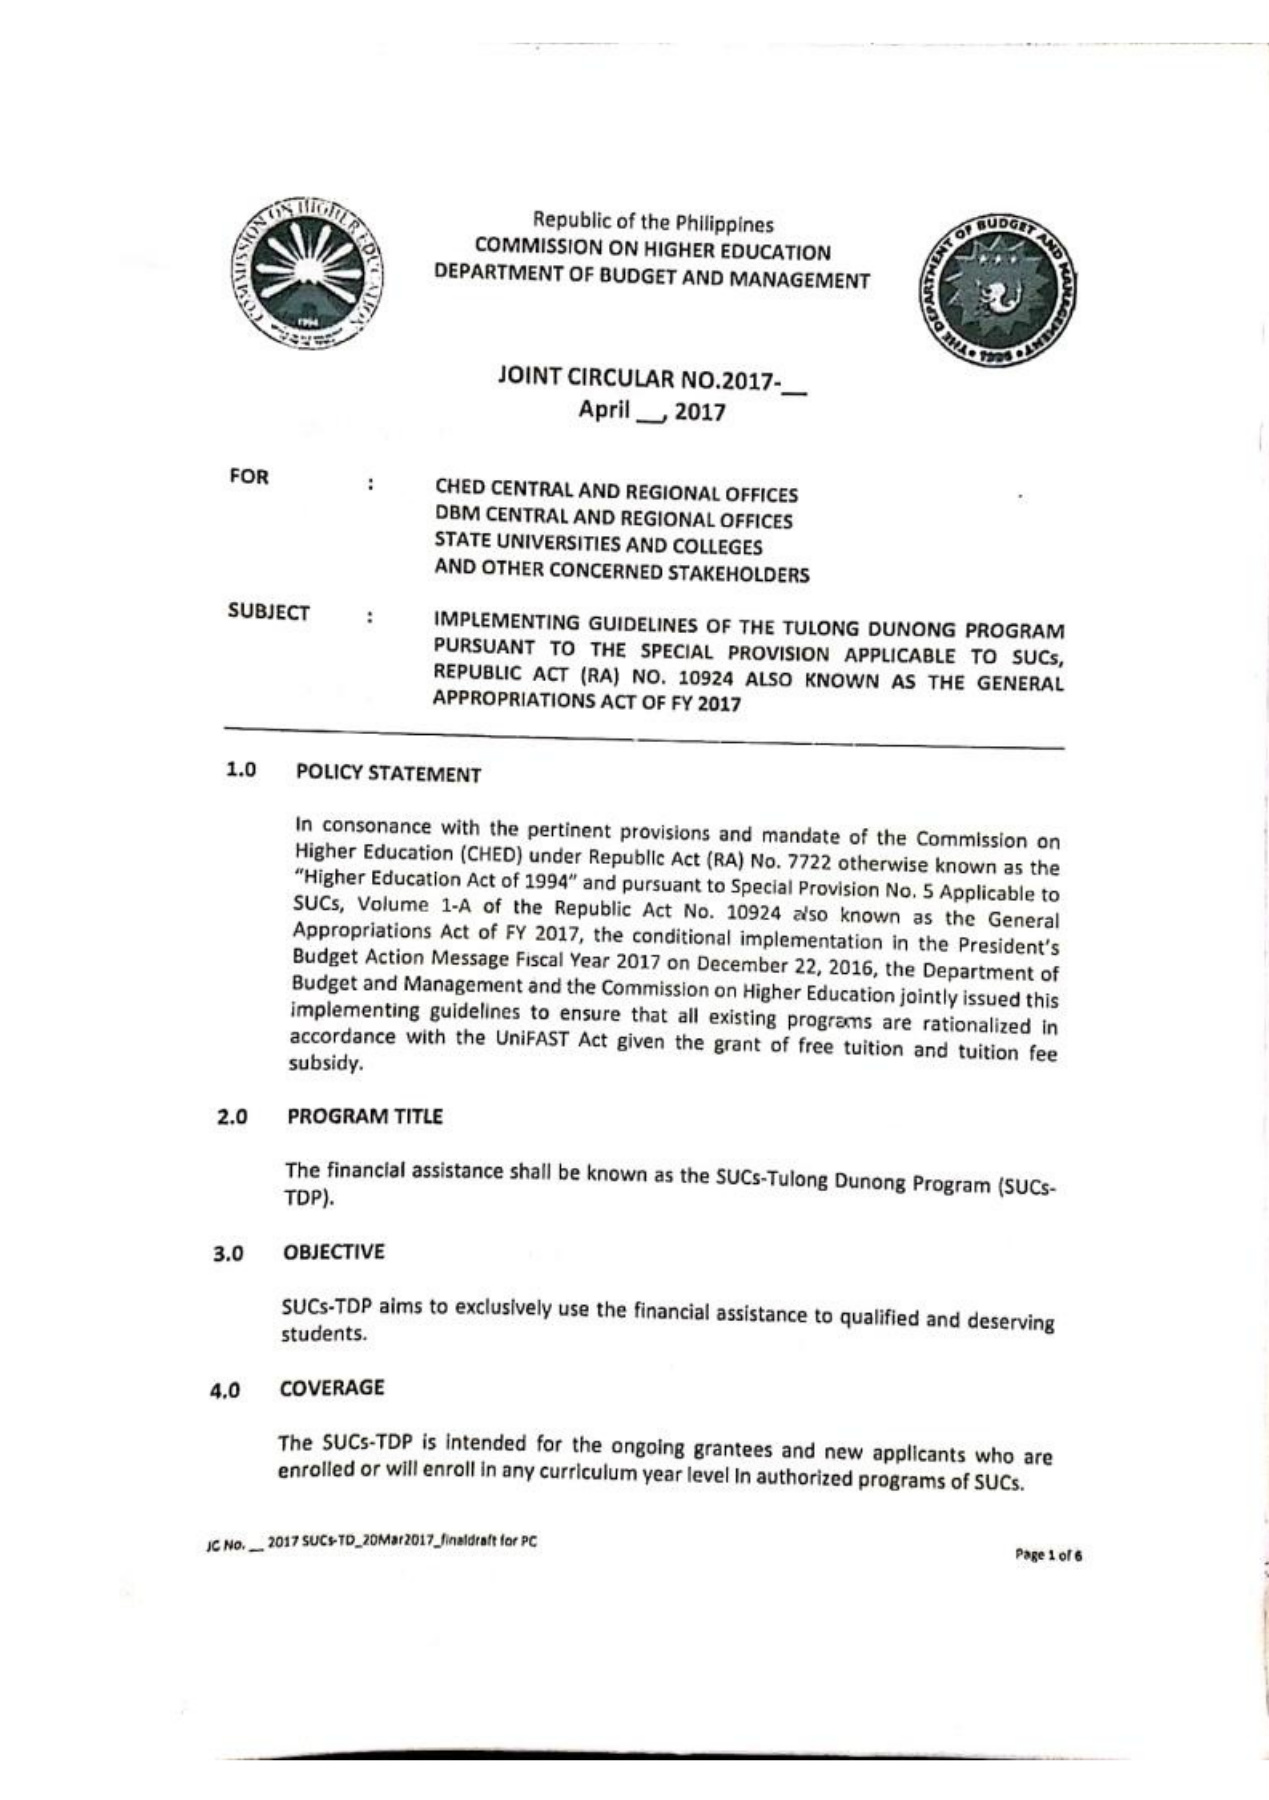 COMMISSION ON HIGHER EDUCATION
1994
THE DEPARTMENT OF BUDGET AND MANAGEMENT
Republic of the Philippines
COMMISSION ON HIGHER EDUCATION
DEPARTMENT OF BUDGET AND MANAGEMENT
JOINT CIRCULAR NO.2017-__
April __, 2017
FOR : CHED CENTRAL AND REGIONAL OFFICES
DBM CENTRAL AND REGIONAL OFFICES
STATE UNIVERSITIES AND COLLEGES
AND OTHER CONCERNED STAKEHOLDERS
SUBJECT : IMPLEMENTING GUIDELINES OF THE TULONG DUNONG PROGRAM
PURSUANT TO THE SPECIAL PROVISION APPLICABLE TO SUCs,
REPUBLIC ACT (RA) NO. 10924 ALSO KNOWN AS THE GENERAL
APPROPRIATIONS ACT OF FY 2017
1.0 POLICY STATEMENT
In consonance with the pertinent provisions and mandate of the Commission on
Higher Education (CHED) under Republic Act (RA) No. 7722 otherwise known as the
"Higher Education Act of 1994" and pursuant to Special Provision No. 5 Applicable to
SUCs, Volume 1-A of the Republic Act No. 10924 also known as the General
Appropriations Act of FY 2017, the conditional implementation in the President's
Budget Action Message Fiscal Year 2017 on December 22, 2016, the Department of
Budget and Management and the Commission on Higher Education jointly issued this
implementing guidelines to ensure that all existing programs are rationalized in
accordance with the UniFAST Act given the grant of free tuition and tuition fee
subsidy.
2.0 PROGRAM TITLE
The financial assistance shall be known as the SUCs-Tulong Dunong Program (SUCs-
TDP).
3.0 OBJECTIVE
SUCs-TDP aims to exclusively use the financial assistance to qualified and deserving
students.
4.0 COVERAGE
The SUCs-TDP is intended for the ongoing grantees and new applicants who are
enrolled or will enroll in any curriculum year level in authorized programs of SUCs.
JC No. __ 2017 SUCs-TD_20Mar2017_finaldraft for PC
Page 1 of 6